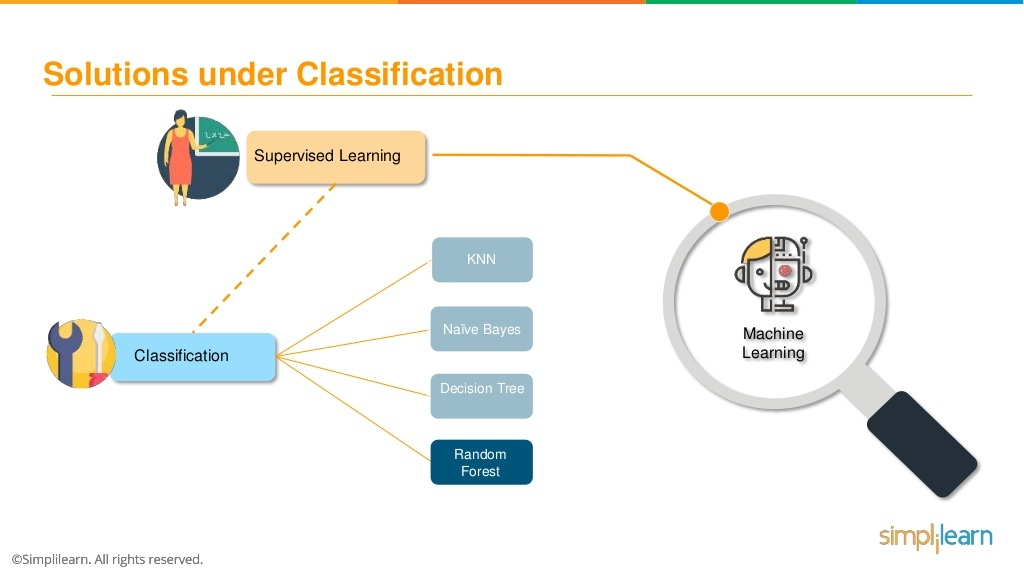 Solutions under Classification
Supervised Learning
KNN
Naïve Bayes
Classification
Decision Tree
Random
Forest
Machine
Learning
simplilearn
©Simplilearn. All rights reserved.